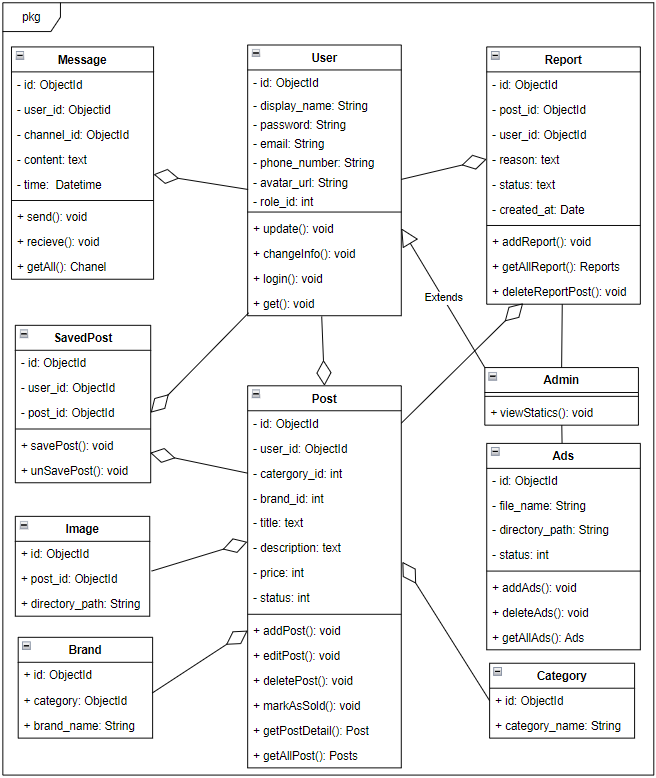 pkg
Message
- id: ObjectId
- user_id: Objectid
- channel_id: ObjectId
- content: text
- time: Datetime
+ send(): void
+ recieve(): void
+ getAll(): Chanel
User
- id: ObjectId
- display_name: String
- password: String
- email: String
- phone_number: String
- avatar_url: String
- role_id: int
+ update(): void
+ changeInfo(): void
+ login(): void
+ get(): void
Report
- id: ObjectId
- post_id: ObjectId
- user_id: ObjectId
- reason: text
- status: text
- created_at: Date
+ addReport(): void
+ getAllReport(): Reports
+ deleteReportPost(): void
Extends
SavedPost
- id: ObjectId
- user_id: ObjectId
- post_id: ObjectId
+ savePost(): void
+ unSavePost(): void
Post
- id: ObjectId
- user_id: ObjectId
- catergory_id: int
- brand_id: int
- title: text
- description: text
- price: int
- status: int
+ addPost(): void
+ editPost(): void
+ deletePost(): void
+ markAsSold(): void
+ getPostDetail(): Post
+ getAllPost(): Posts
Admin
+ viewStatics(): void
Ads
- id: ObjectId
- file_name: String
- directory_path: String
- status: int
+ addAds(): void
+ deleteAds(): void
+ getAllAds(): Ads
Image
+ id: ObjectId
+ post_id: ObjectId
+ directory_path: String
Brand
+ id: ObjectId
+ category: ObjectId
+ brand_name: String
Category
+ id: ObjectId
+ category_name: String